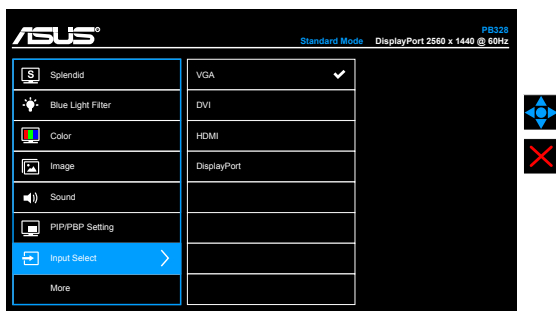 ASUS
PB328
Standard Mode DisplayPort 2560 x 1440 @ 60Hz
S Splendid
VGA
Blue Light Filter
DVI
Color
HDMI
Image
DisplayPort
Sound
PIP/PBP Setting
Input Select
More